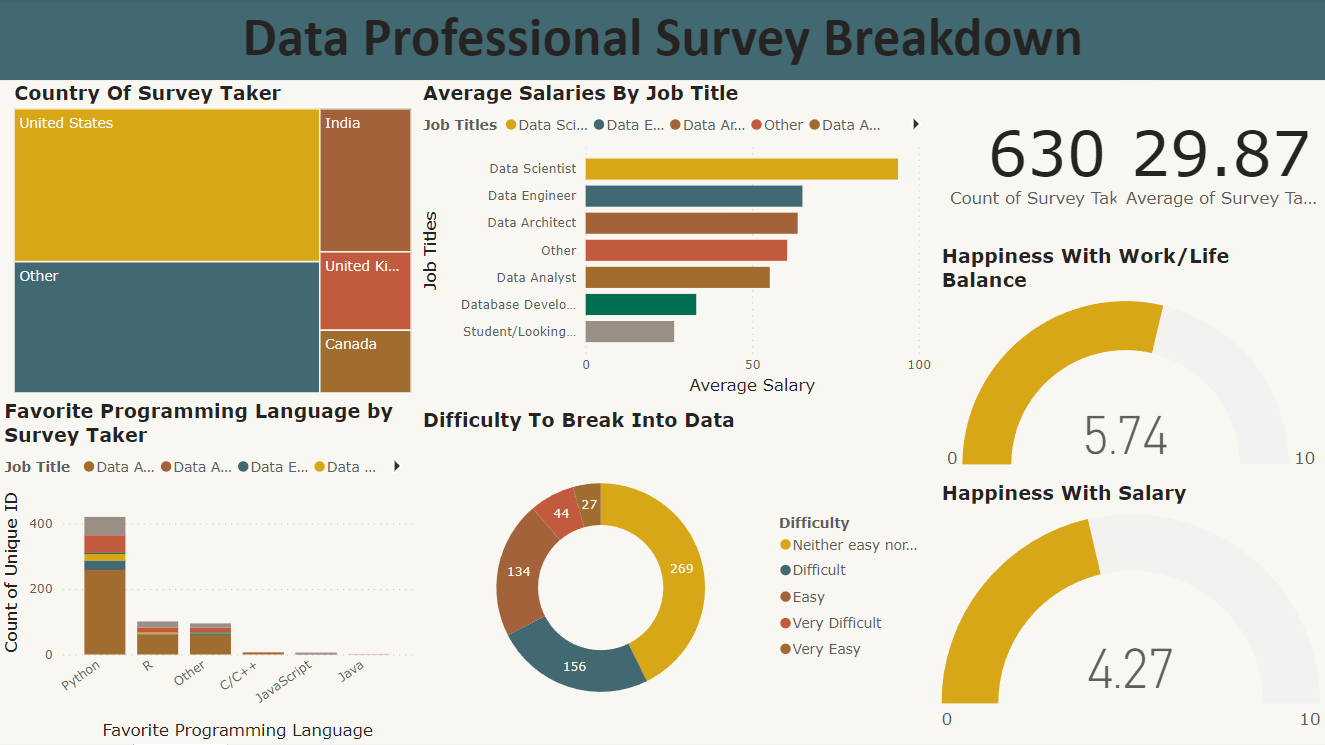 Data Professional Survey Breakdown
Country Of Survey Taker
United States
India
Other
United Ki...
Canada
Average Salaries By Job Title
Job Titles
Data Sci...
Data E...
Data Ar...
Other
Data A...
Job Titles
Data Scientist
Data Engineer
Data Architect
Other
Data Analyst
Database Develo...
Student/Looking...
0
50
100
Average Salary
630
Count of Survey Tak
29.87
Average of Survey Ta...
Happiness With Work/Life
Balance
5.74
0
10
Favorite Programming Language by
Survey Taker
Job Title
Data A...
Data A...
Data E...
Data ...
Count of Unique ID
400
200
0
Python
R
Other
C/C++
JavaScript
Java
Favorite Programming Language
Difficulty To Break Into Data
27
44
269
134
156
Difficulty
Neither easy nor...
Difficult
Easy
Very Difficult
Very Easy
Happiness With Salary
4.27
0
10